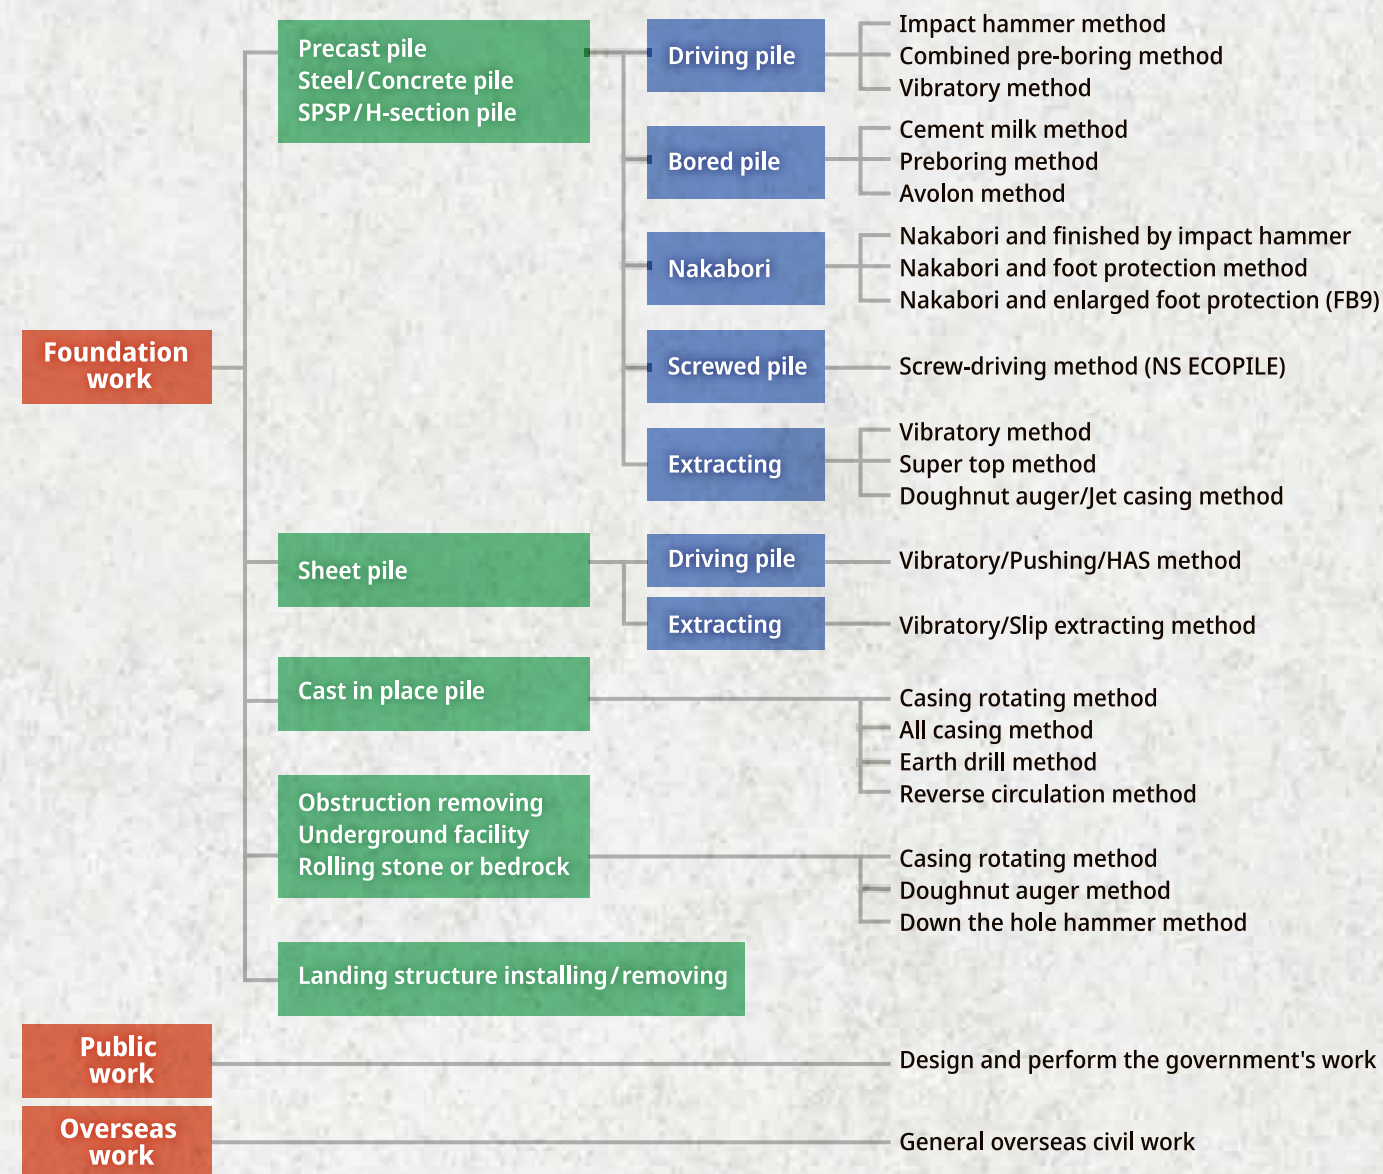 Foundation
work
Precast pile
Steel/Concrete pile
SPSP/H-section pile
Driving pile
Impact hammer method
Combined pre-boring method
Vibratory method
Bored pile
Cement milk method
Preboring method
Avolon method
Nakabori
Nakabori and finished by impact hammer
Nakabori and foot protection method
Nakabori and enlarged foot protection (FB9)
Screwed pile
Screw-driving method (NS ECOPILE)
Extracting
Vibratory method
Super top method
Doughnut auger/Jet casing method
Sheet pile
Driving pile
Vibratory/Pushing/HAS method
Extracting
Vibratory/Slip extracting method
Cast in place pile
Casing rotating method
All casing method
Earth drill method
Reverse circulation method
Obstruction removing
Underground facility
Rolling stone or bedrock
Casing rotating method
Doughnut auger method
Down the hole hammer method
Landing structure installing/removing
Public
work
Design and perform the government's work
Overseas
work
General overseas civil work